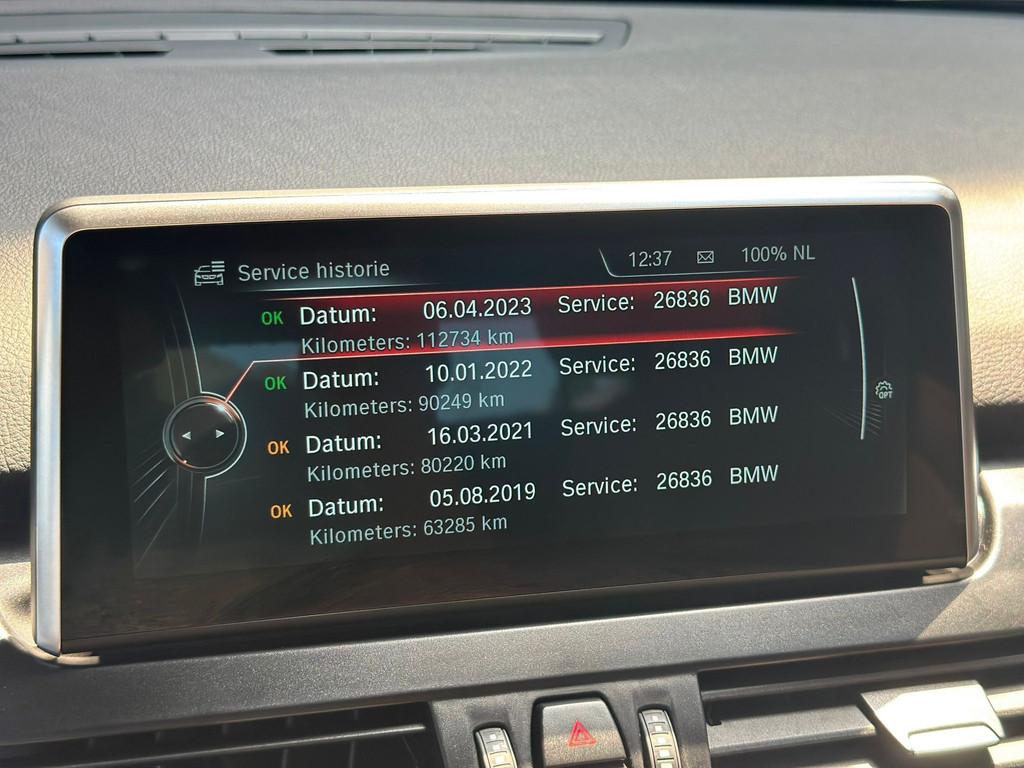 Service historie 12:37 100% NL
OK Datum: 06.04.2023 Service: 26836 BMW
Kilometers: 112734 km
OK Datum: 10.01.2022 Service: 26836 BMW
Kilometers: 90249 km
OK Datum: 16.03.2021 Service: 26836 BMW
Kilometers: 80220 km
OK Datum: 05.08.2019 Service: 26836 BMW
Kilometers: 63285 km
OPT